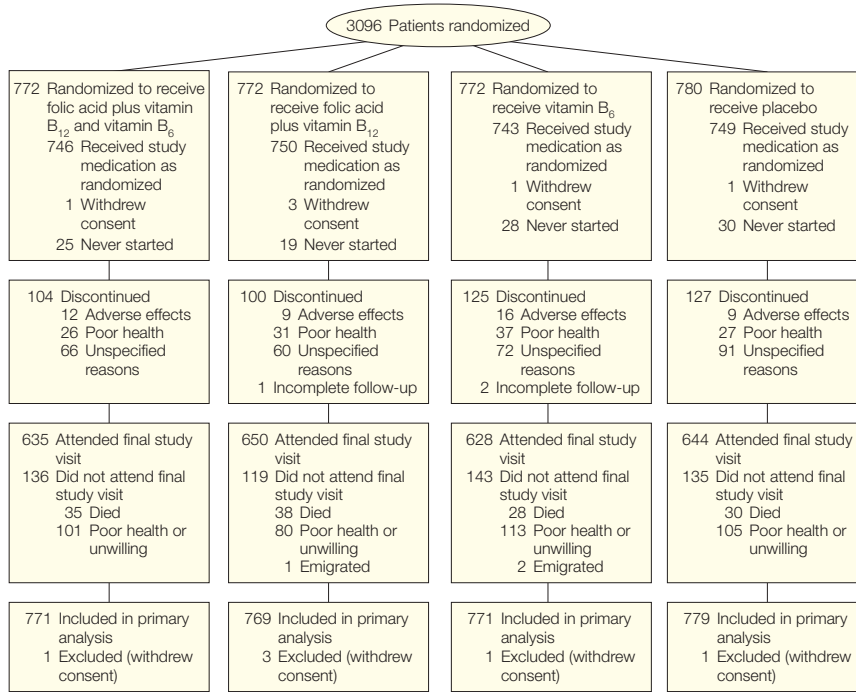 3096 Patients randomized
772 Randomized to receive
folic acid plus vitamin
B12 and vitamin B6
746 Received study
medication as
randomized
1 Withdrew
consent
25 Never started
772 Randomized to
receive folic acid
plus vitamin B12
750 Received study
medication as
randomized
3 Withdrew
consent
19 Never started
772 Randomized to
receive vitamin B6
743 Received study
medication as
randomized
1 Withdrew
consent
28 Never started
780 Randomized to
receive placebo
749 Received study
medication as
randomized
1 Withdrew
consent
30 Never started
104 Discontinued
12 Adverse effects
26 Poor health
66 Unspecified
reasons
100 Discontinued
9 Adverse effects
31 Poor health
60 Unspecified
reasons
1 Incomplete follow-up
125 Discontinued
16 Adverse effects
37 Poor health
72 Unspecified
reasons
2 Incomplete follow-up
127 Discontinued
9 Adverse effects
27 Poor health
91 Unspecified
reasons
635 Attended final study
visit
136 Did not attend final
study visit
35 Died
101 Poor health or
unwilling
650 Attended final study
visit
119 Did not attend final
study visit
38 Died
80 Poor health or
unwilling
1 Emigrated
628 Attended final study
visit
143 Did not attend final
study visit
28 Died
113 Poor health or
unwilling
2 Emigrated
644 Attended final study
visit
135 Did not attend final
study visit
30 Died
105 Poor health or
unwilling
771 Included in primary
analysis
1 Excluded (withdrew
consent)
769 Included in primary
analysis
3 Excluded (withdrew
consent)
771 Included in primary
analysis
1 Excluded (withdrew
consent)
779 Included in primary
analysis
1 Excluded (withdrew
consent)